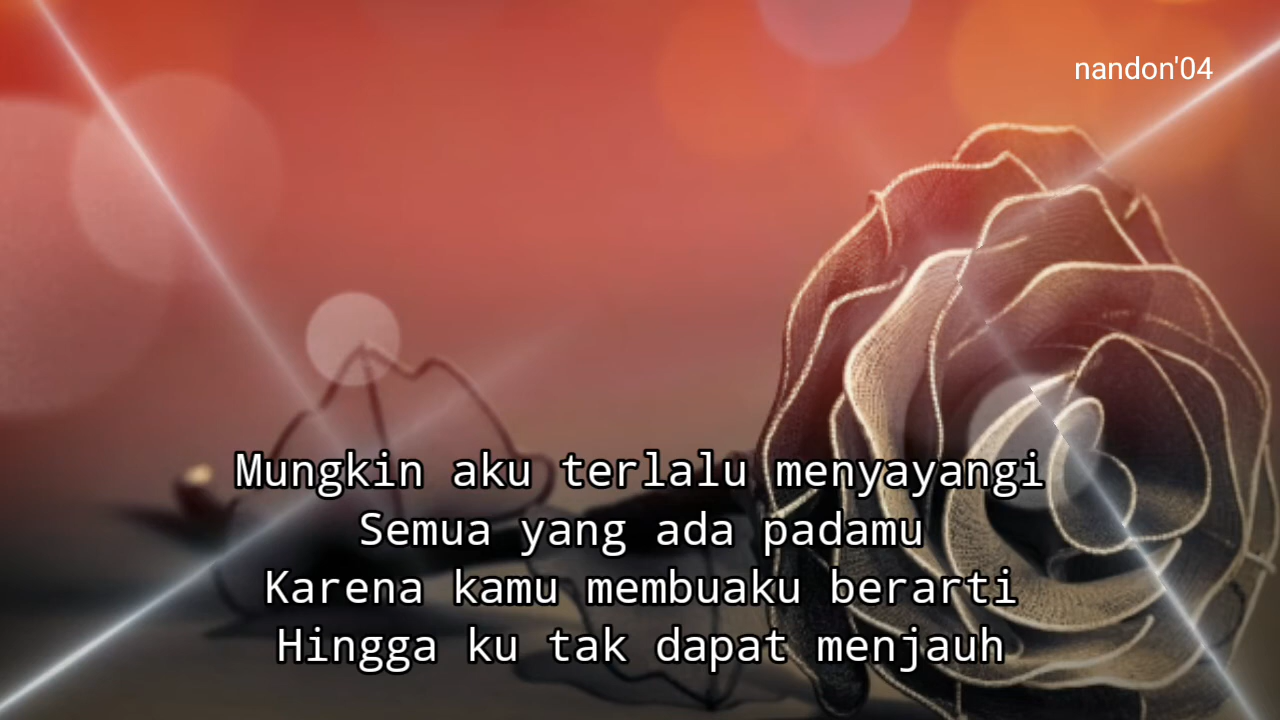 nandon'04
Mungkin aku terlalu menyayangi
Semua yang ada padamu
Karena kamu membuaku berarti
Hingga ku tak dapat menjauh